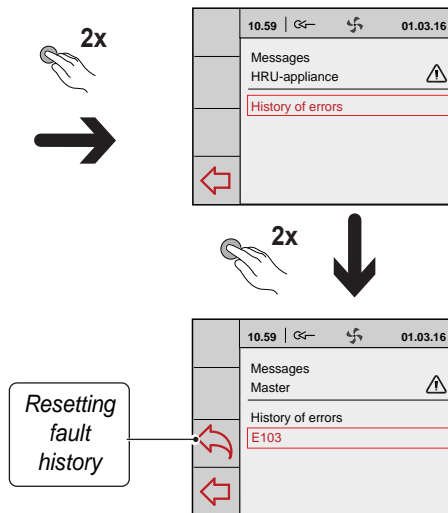 2x
10.59 01.03.16
Messages
HRU-appliance
History of errors
2x
10.59 01.03.16
Messages
Master
History of errors
E103
Resetting
fault
history